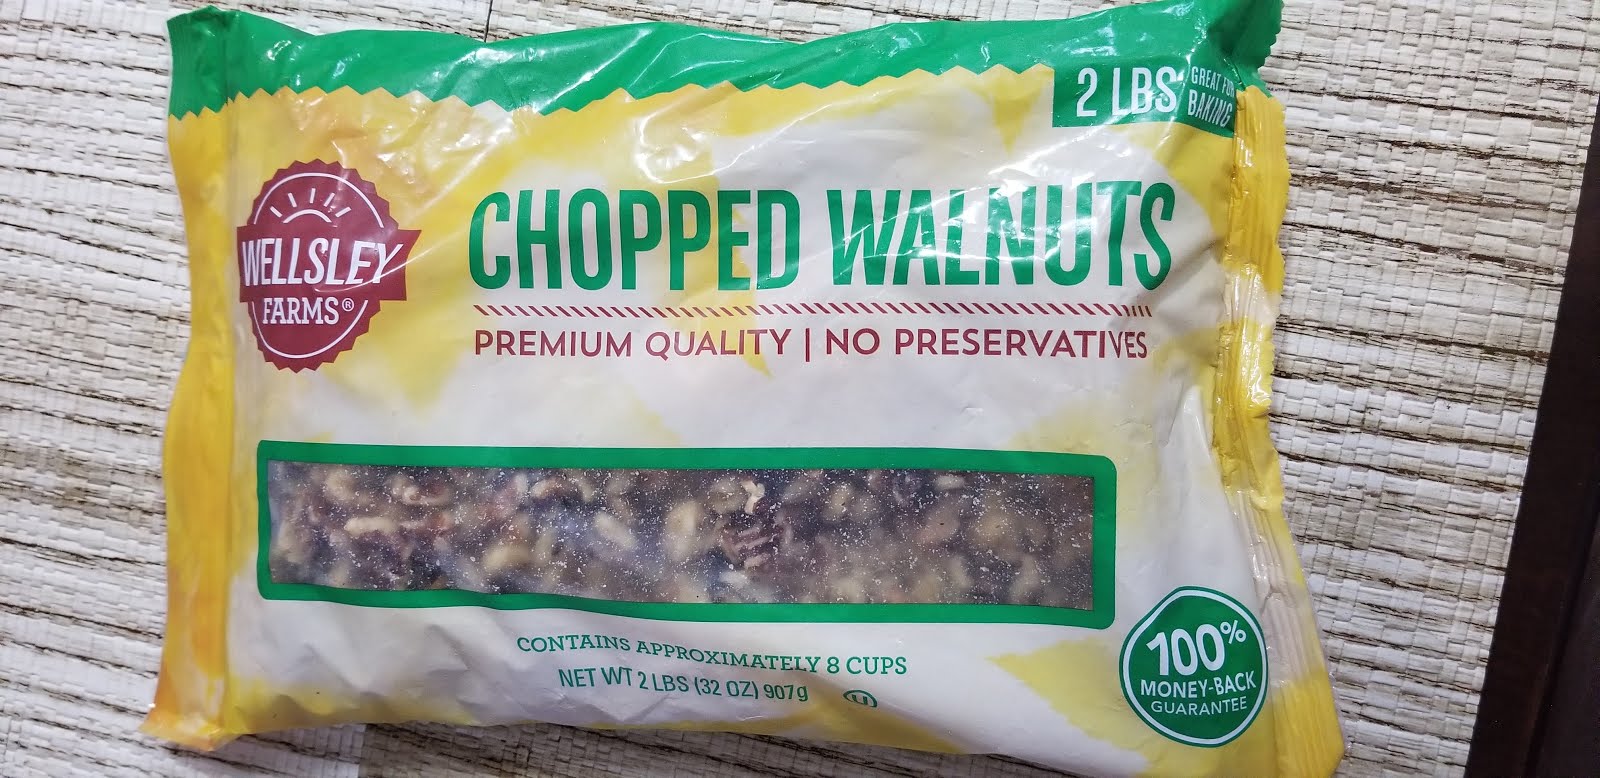 2 LBS
GREAT FOR
BAKING
WELLSLEY
FARMS®
CHOPPED WALNUTS
PREMIUM QUALITY | NO PRESERVATIVES
CONTAINS APPROXIMATELY 8 CUPS
NET WT 2 LBS (32 OZ) 907g
U
100%
MONEY-BACK
GUARANTEE